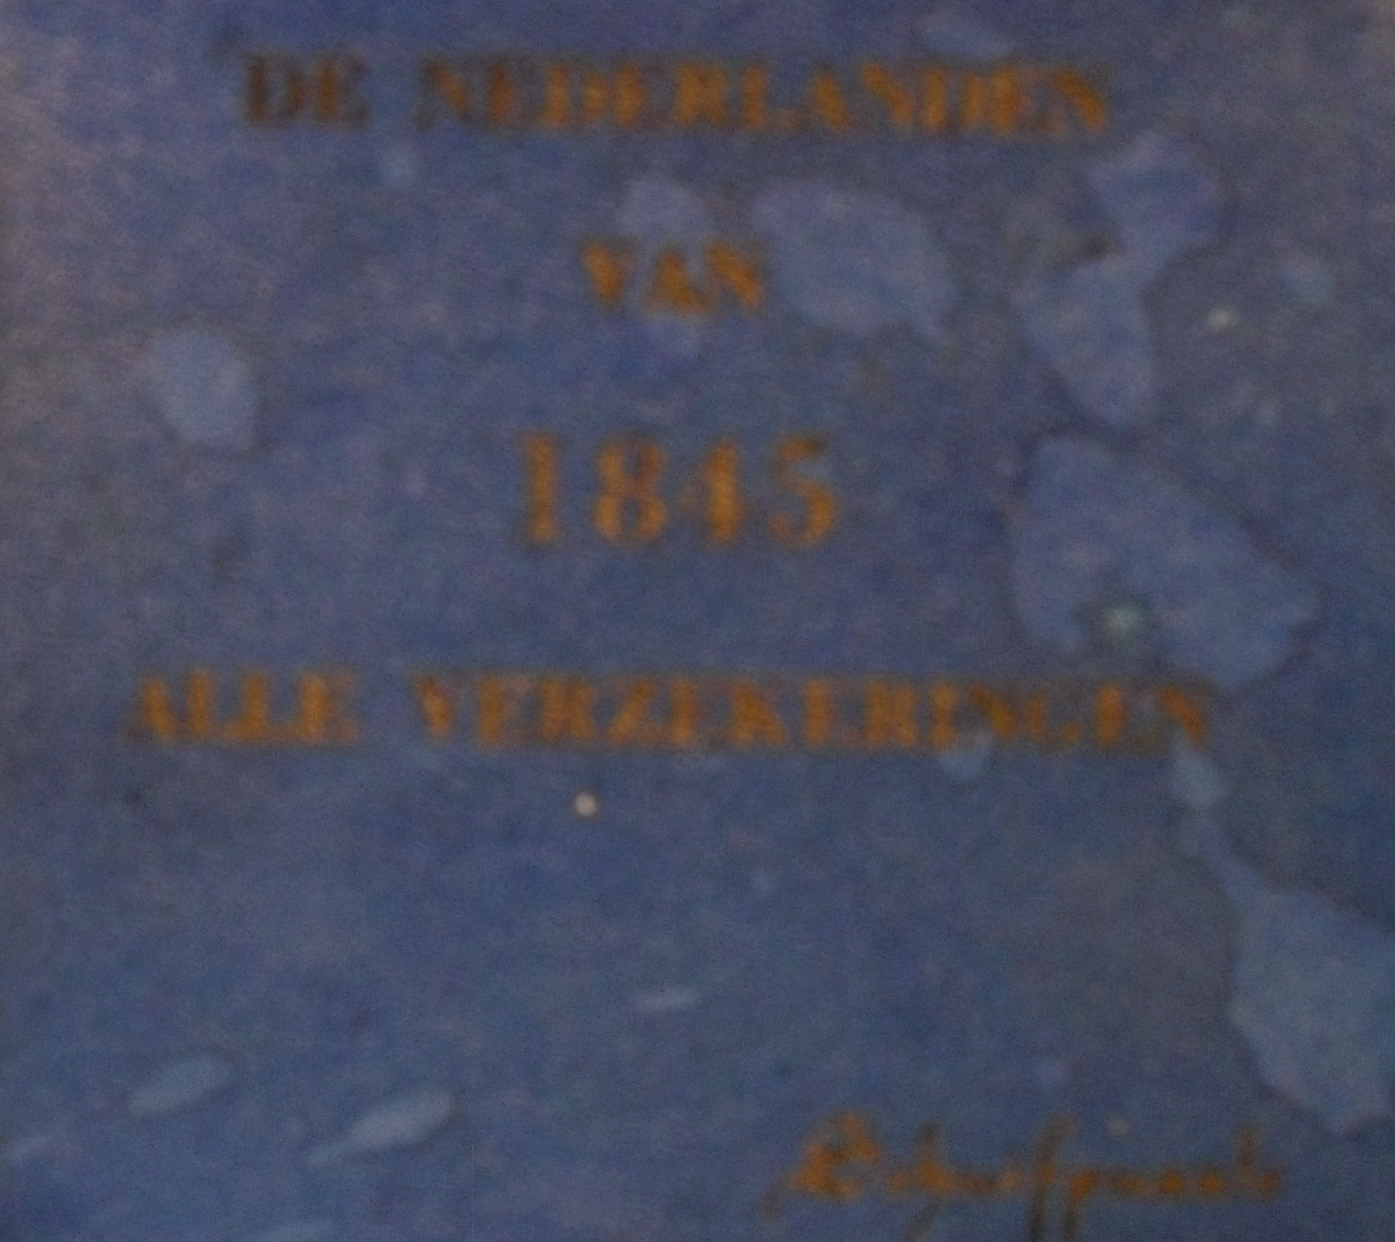 DE NEDERLANDEN
VAN
1845
ALLE VERZEKERINGEN